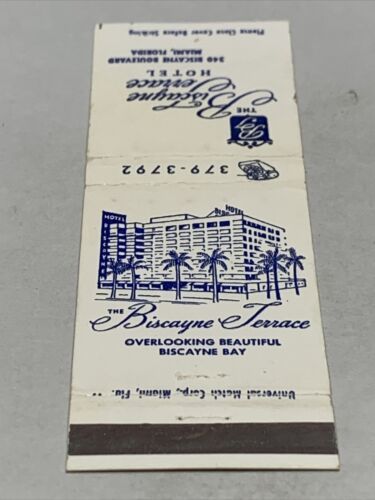 Please Close Cover Before Striking
340 BISCAYNE BOULEVARD
MIAMI, FLORIDA
THE
Biscayne
Terrace
HOTEL
379-3792
HOTEL
BISCAYNE
HOTEL
THE
Biscayne Terrace
OVERLOOKING BEAUTIFUL
BISCAYNE BAY
Universal Match Corp., Miami, Fla.